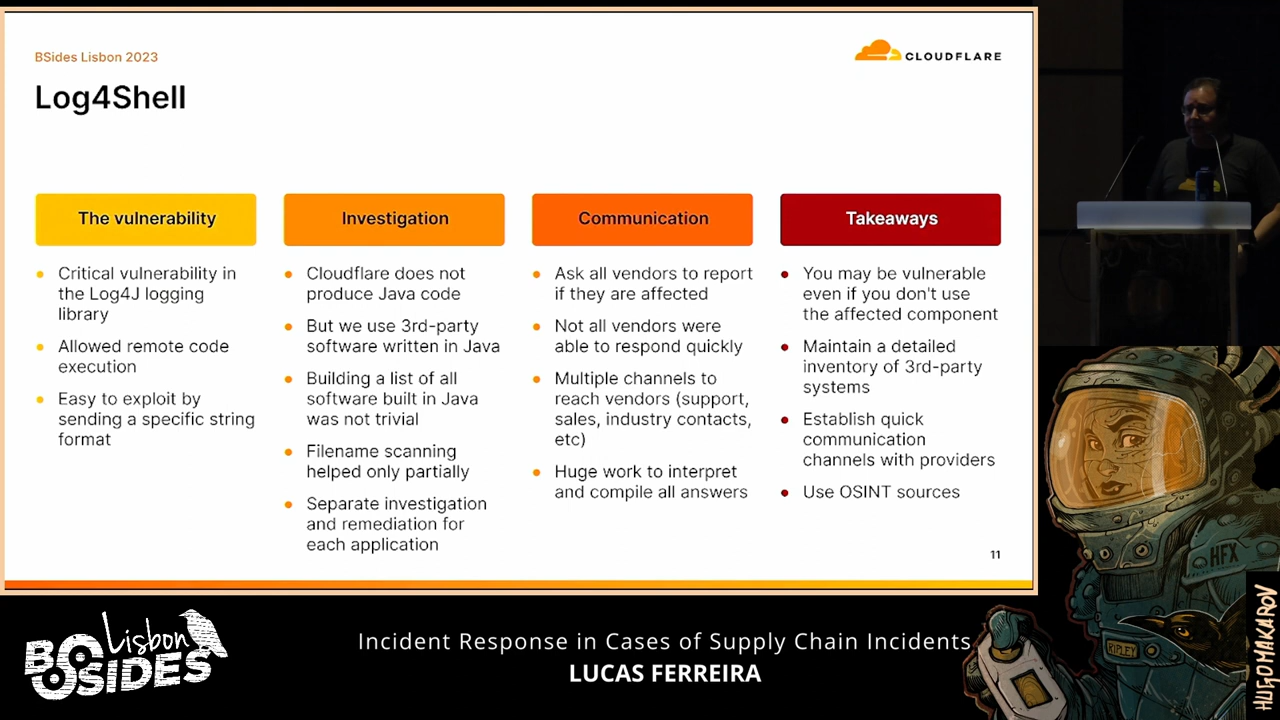 BSides Lisbon 2023
CLOUDFLARE
Log4Shell
The vulnerability
Critical vulnerability in
the Log4J logging
library
Allowed remote code
execution
Easy to exploit by
sending a specific string
format
Investigation
Cloudflare does not
produce Java code
But we use 3rd-party
software written in Java
Building a list of all
software built in Java
was not trivial
Filename scanning
helped only partially
Separate investigation
and remediation for
each application
Communication
Ask all vendors to report
if they are affected
Not all vendors were
able to respond quickly
Multiple channels to
reach vendors (support,
sales, industry contacts,
etc)
Huge work to interpret
and compile all answers
Takeaways
You may be vulnerable
even if you don't use
the affected component
Maintain a detailed
inventory of 3rd-party
systems
Establish quick
communication
channels with providers
Use OSINT sources
11
HFX
RIPLEY
HUGOMAKAROV
Lisbon
BSIDES
Incident Response in Cases of Supply Chain Incidents
LUCAS FERREIRA